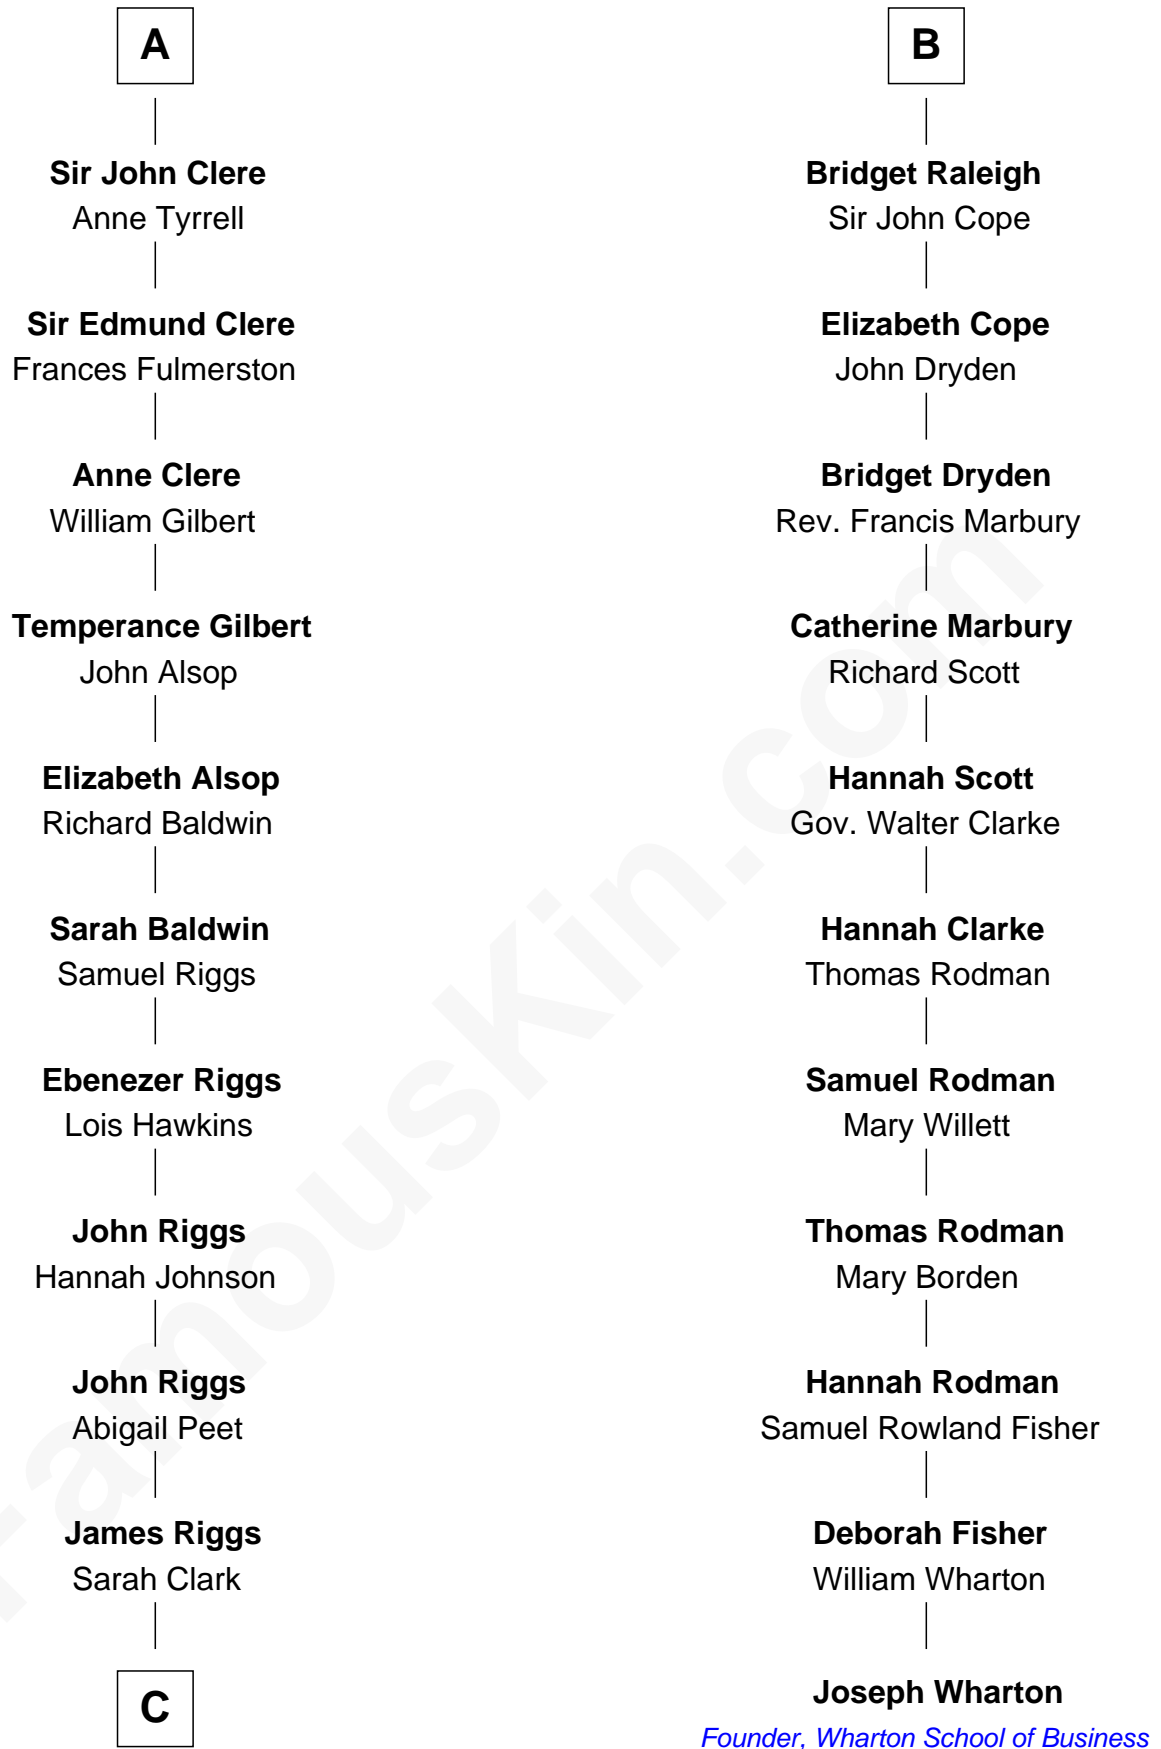 A
Sir John Clere
Anne Tyrrell
Sir Edmund Clere
Frances Fulmerston
Anne Clere
William Gilbert
Temperance Gilbert
John Alsop
Elizabeth Alsop
Richard Baldwin
Sarah Baldwin
Samuel Riggs
Ebenezer Riggs
Lois Hawkins
John Riggs
Hannah Johnson
John Riggs
Abigail Peet
James Riggs
Sarah Clark
C
B
Bridget Raleigh
Sir John Cope
Elizabeth Cope
John Dryden
Bridget Dryden
Rev. Francis Marbury
Catherine Marbury
Richard Scott
Hannah Scott
Gov. Walter Clarke
Hannah Clarke
Thomas Rodman
Samuel Rodman
Mary Willett
Thomas Rodman
Mary Borden
Hannah Rodman
Samuel Rowland Fisher
Deborah Fisher
William Wharton
Joseph Wharton
Founder, Wharton School of Business
FamousKin.com